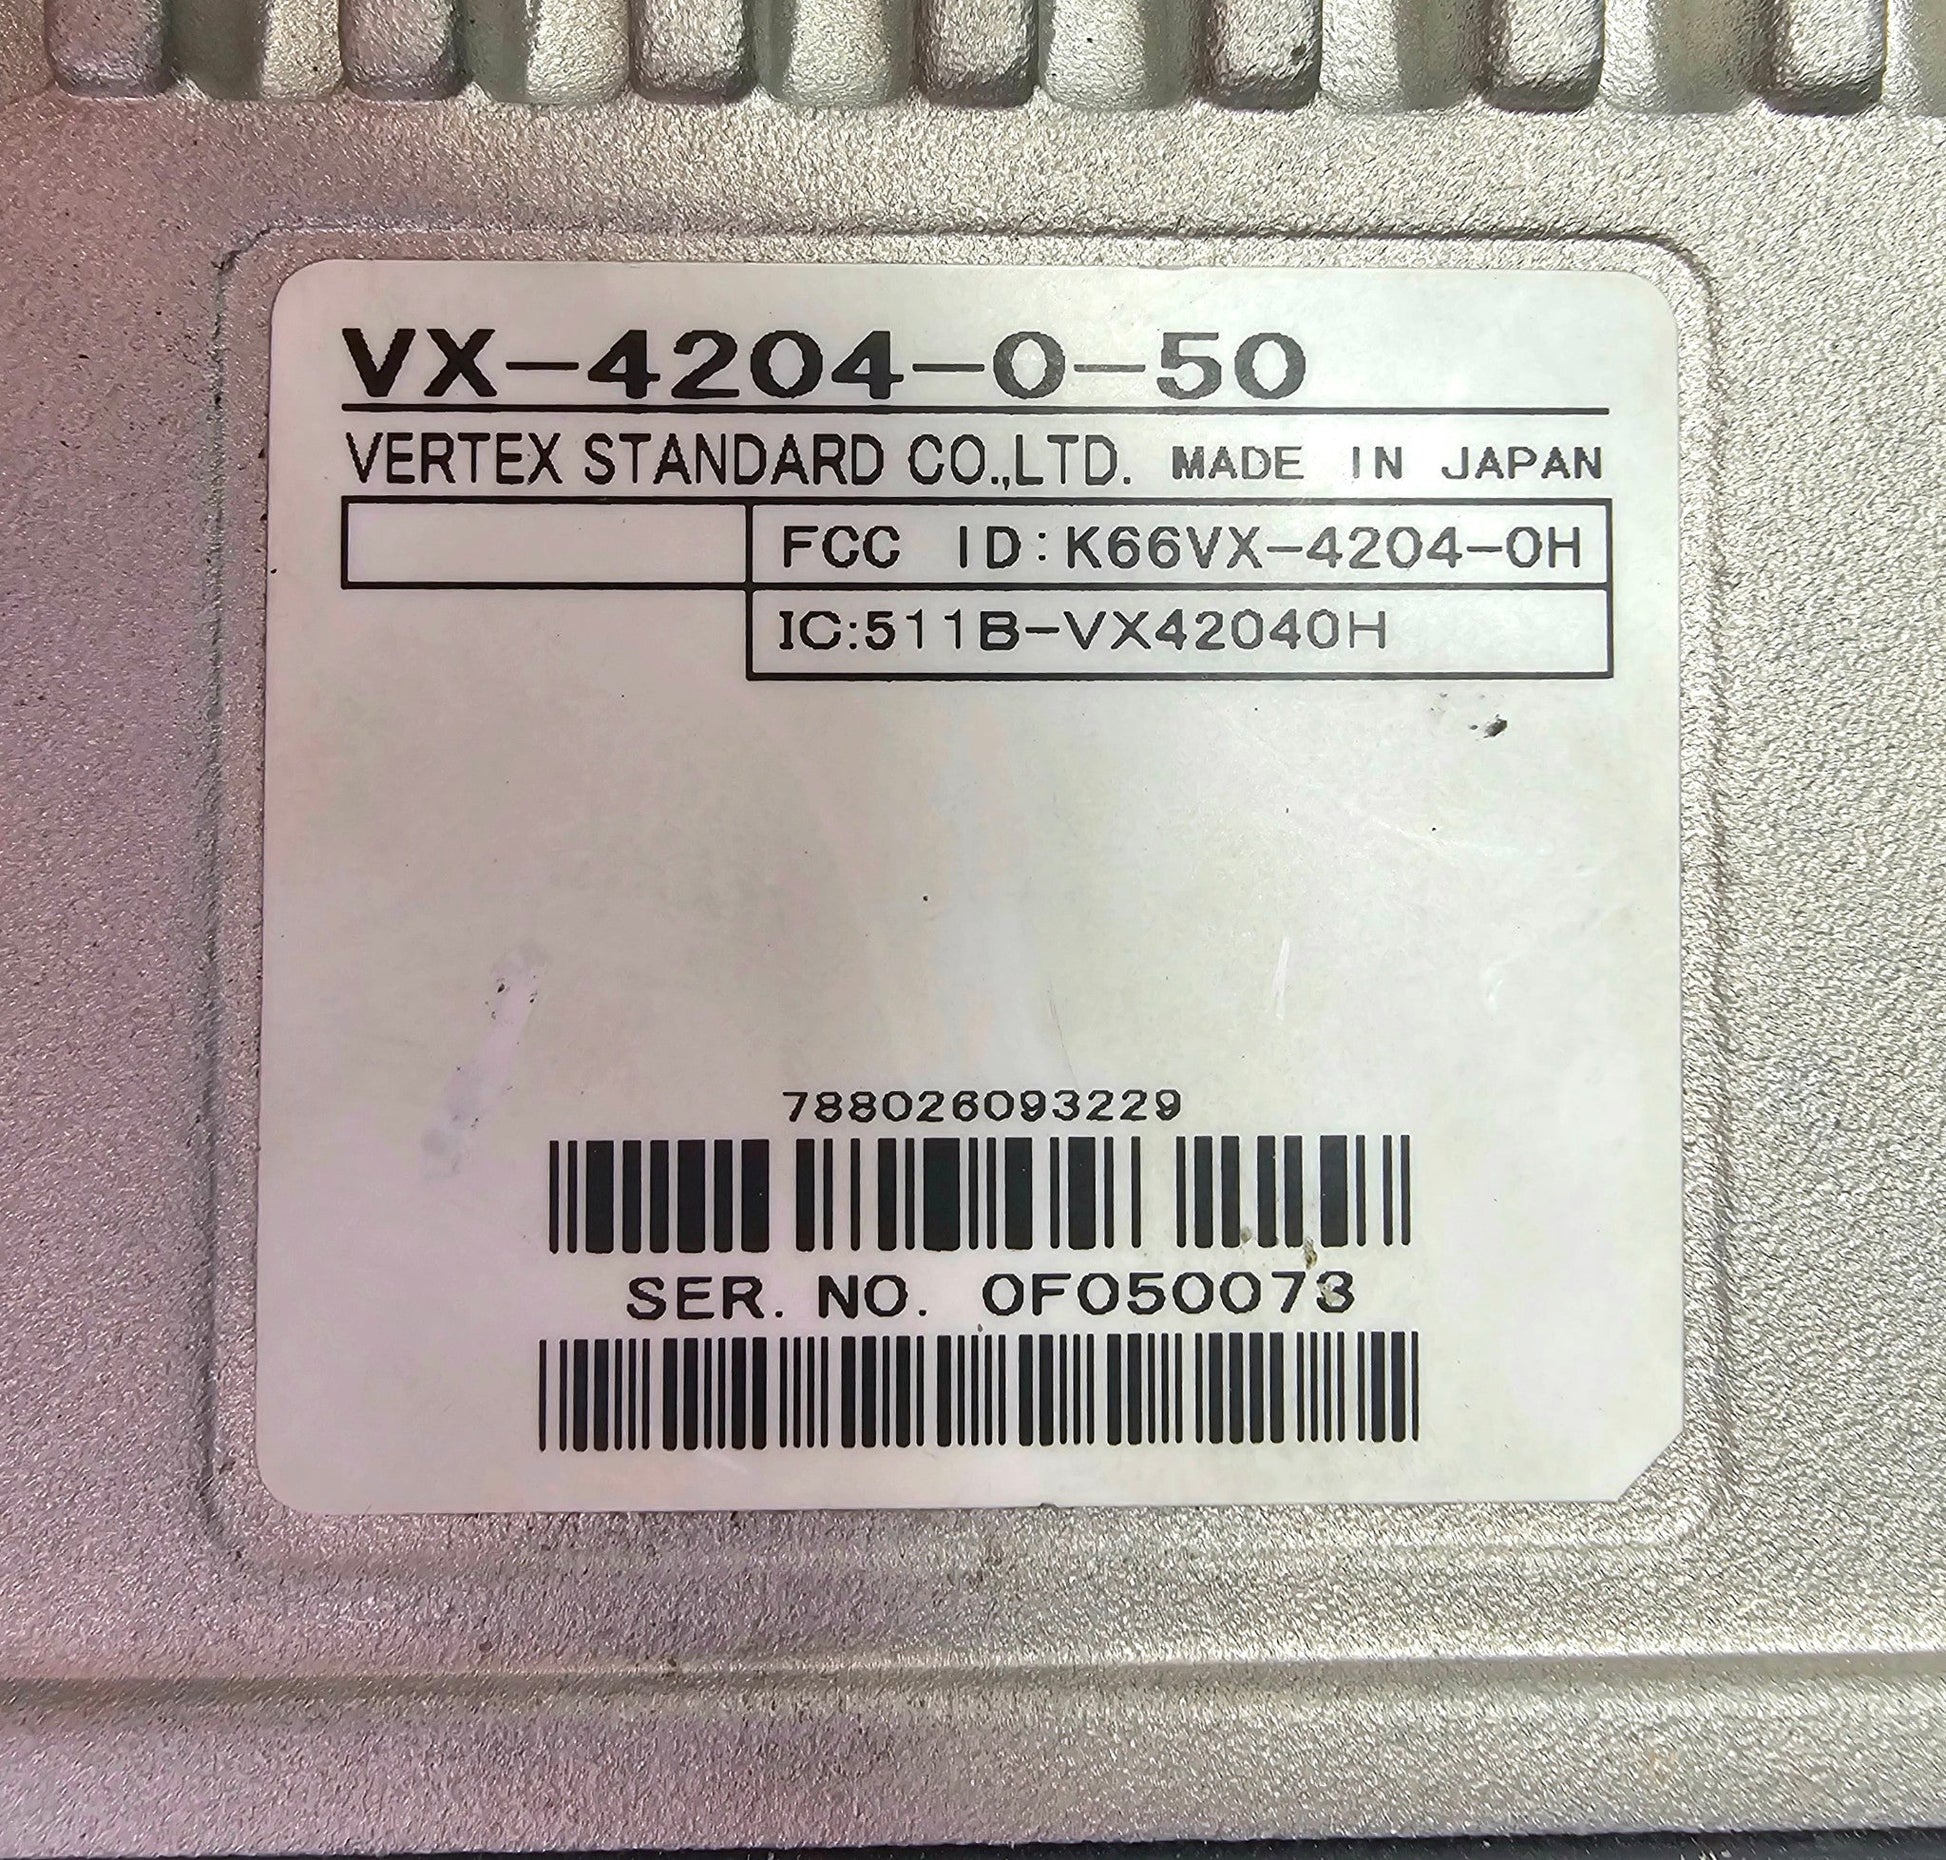 VX-4204-0-50
VERTEX STANDARD CO.,LTD. MADE IN JAPAN
FCC ID:K66VX-4204-0H
IC:511B-VX42040H
788026093229
SER. NO. 0F050073